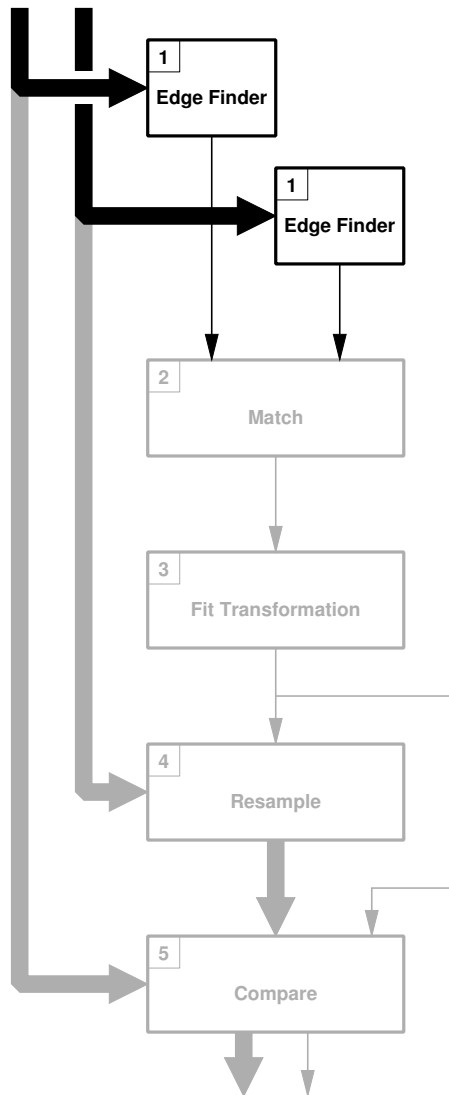 1
Edge Finder
1
Edge Finder
2
Match
3
Fit Transformation
4
Resample
5
Compare